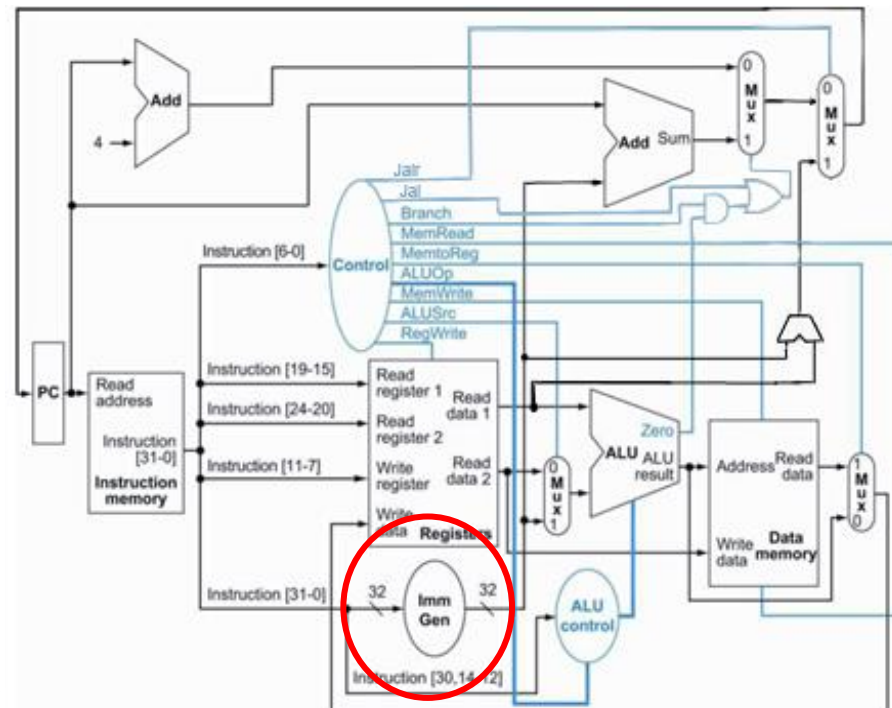 Add
4
Add Sum
0
Mux
1
0
Mux
1
Jalr
Jal
Branch
MemRead
MemtoReg
ALUOp
MemWrite
ALUSrc
RegWrite
Control
Instruction [6-0]
PC
Read
address
Instruction
[31-0]
Instruction
memory
Instruction [19-15]
Instruction [24-20]
Instruction [11-7]
Instruction [31-0]
Read
register 1
Read
register 2
Write
register
Write
data
Registers
Read
data 1
Read
data 2
0
Mux
1
Zero
ALU
ALU
result
Address
Read
data
Write
data
Data
memory
1
Mux
0
32
Imm
Gen
32
ALU
control
Instruction [30,14-12]